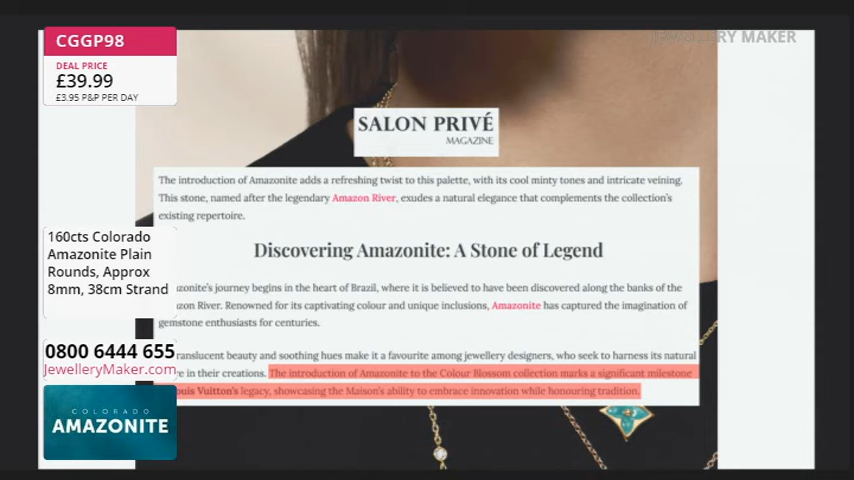 CGGP98
DEAL PRICE
£39.99
£3.95 P&P PER DAY
JEWELLERY MAKER
SALON PRIVÉ
MAGAZINE
The introduction of Amazonite adds a refreshing twist to this palette, with its cool minty tones and intricate veining.
This stone, named after the legendary Amazon River, exudes a natural elegance that complements the collection's
existing repertoire.
Discovering Amazonite: A Stone of Legend
journey begins in the heart of Brazil, where it is believed to have been discovered along the banks of the
River. Renowned for its captivating colour and unique inclusions, Amazonite has captured the imagination of
gemstone enthusiasts for centuries.
translucent beauty and soothing hues make it a favourite among jewellery designers, who seek to harness its natural
in their creations. The introduction of Amazonite to the Colour Blossom collection marks a significant milestone
Louis Vuitton's legacy, showcasing the Maison's ability to embrace innovation while honouring tradition.
160cts Colorado
Amazonite Plain
Rounds, Approx
8mm, 38cm Strand
0800 6444 655
JewelleryMaker.com
COLORADO
AMAZONITE